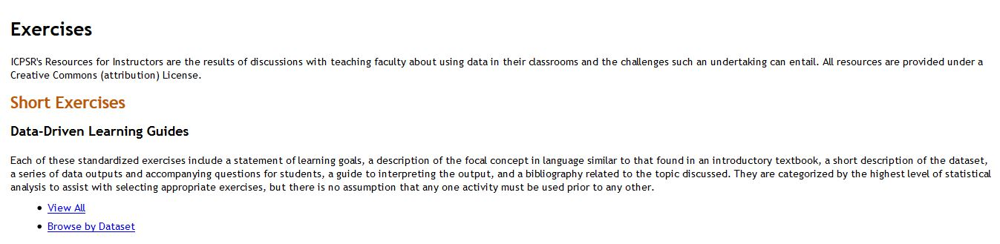 Exercises
ICPSR's Resources for Instructors are the results of discussions with teaching faculty about using data in their classrooms and the challenges such an undertaking can entail. All resources are provided under a
Creative Commons (attribution) License.
Short Exercises
Data-Driven Learning Guides
Each of these standardized exercises include a statement of learning goals, a description of the focal concept in language similar to that found in an introductory textbook, a short description of the dataset,
a series of data outputs and accompanying questions for students, a guide to interpreting the output, and a bibliography related to the topic discussed. They are categorized by the highest level of statistical
analysis to assist with selecting appropriate exercises, but there is no assumption that any one activity must be used prior to any other.
• View All
• Browse by Dataset